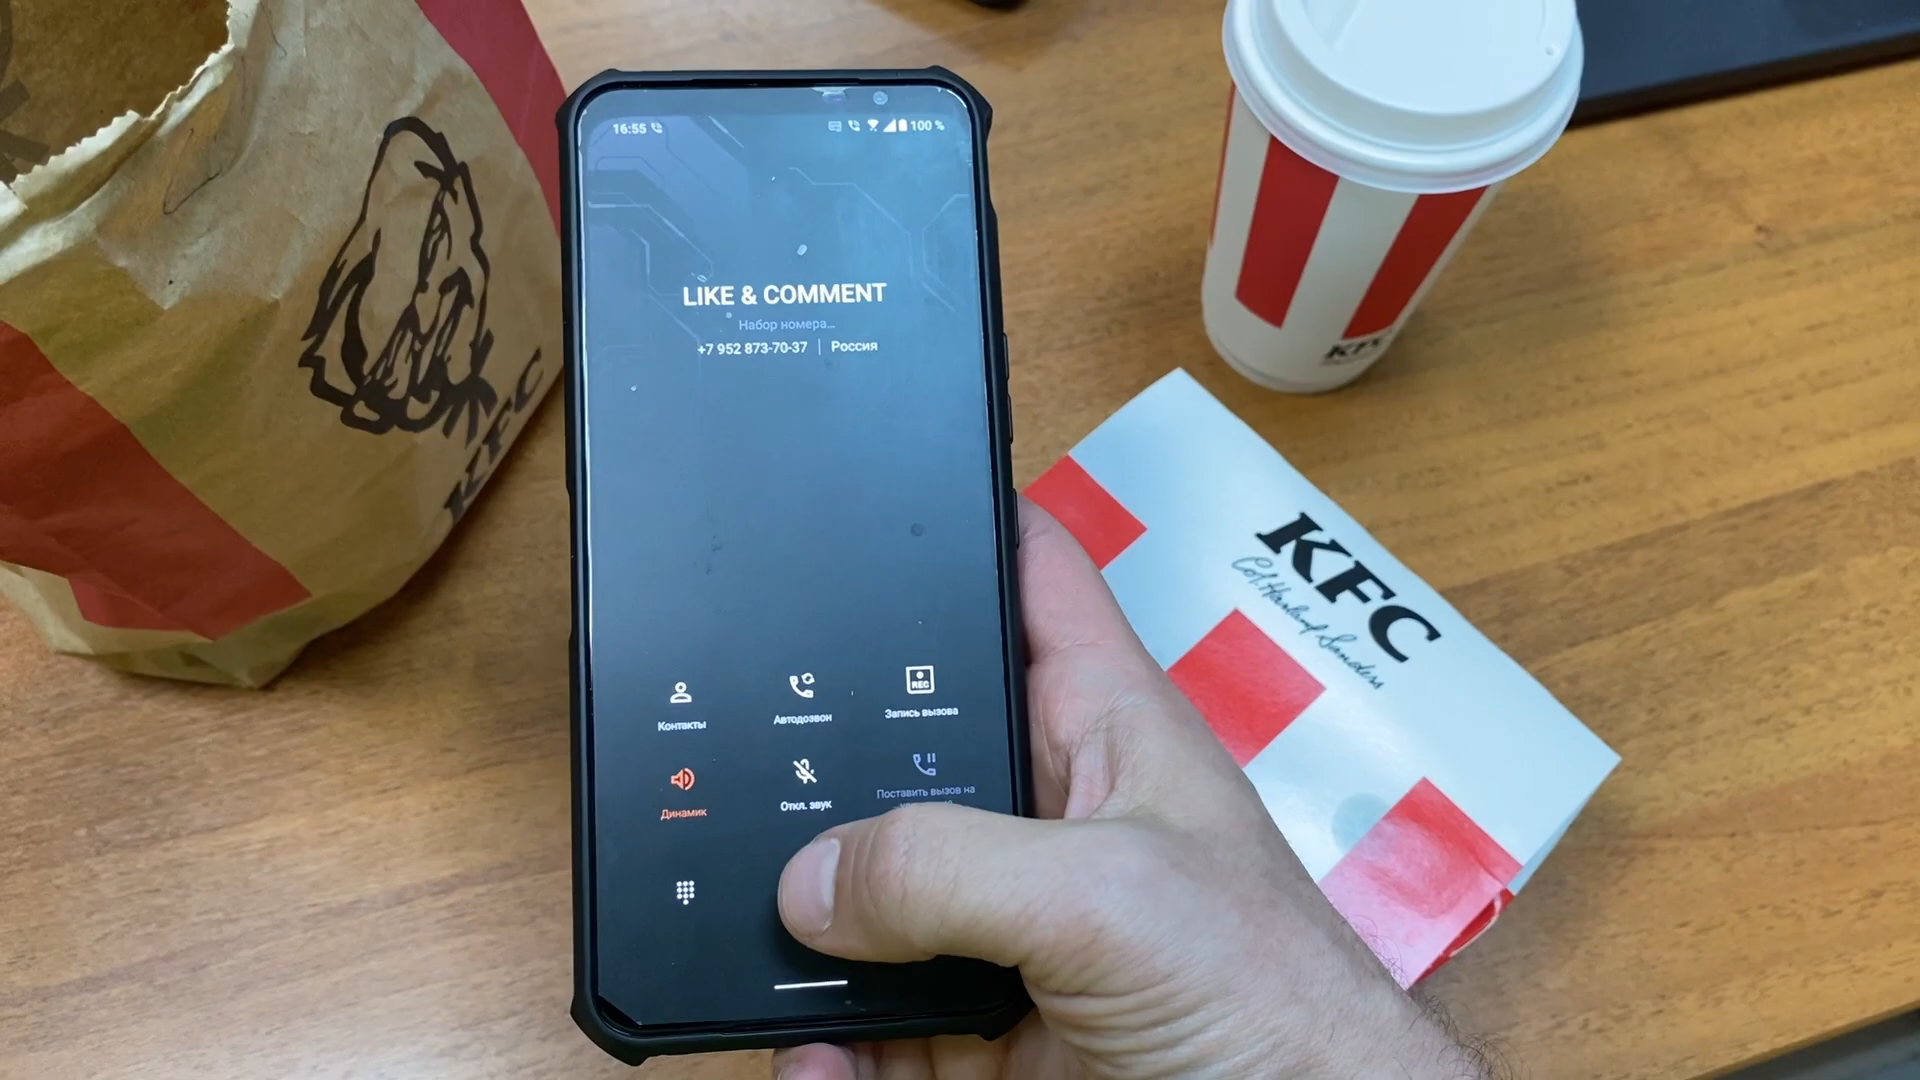 16:55
100 %
LIKE & COMMENT
Набор номера...
+7 952 873-70-37 | Россия
Контакты
Автодозвон
REC
Запись вызова
Динамик
Откл. звук
Поставить вызов на
KFC
KFC
KFC
Col. Harland Sanders